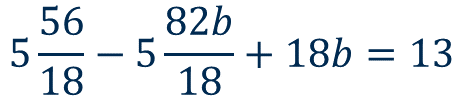 5 56/18 − 5 82b/18 + 18b = 13